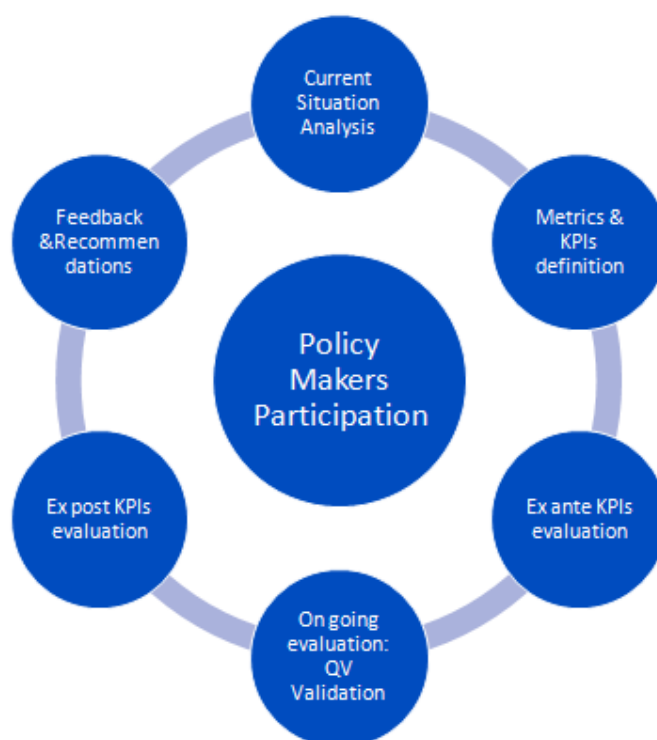 Current
Situation
Analysis
Metrics &
KPIs
definition
Ex ante KPIs
evaluation
On going
evaluation:
QV
Validation
Ex post KPIs
evaluation
Feedback
&Recommen
dations
Policy
Makers
Participation